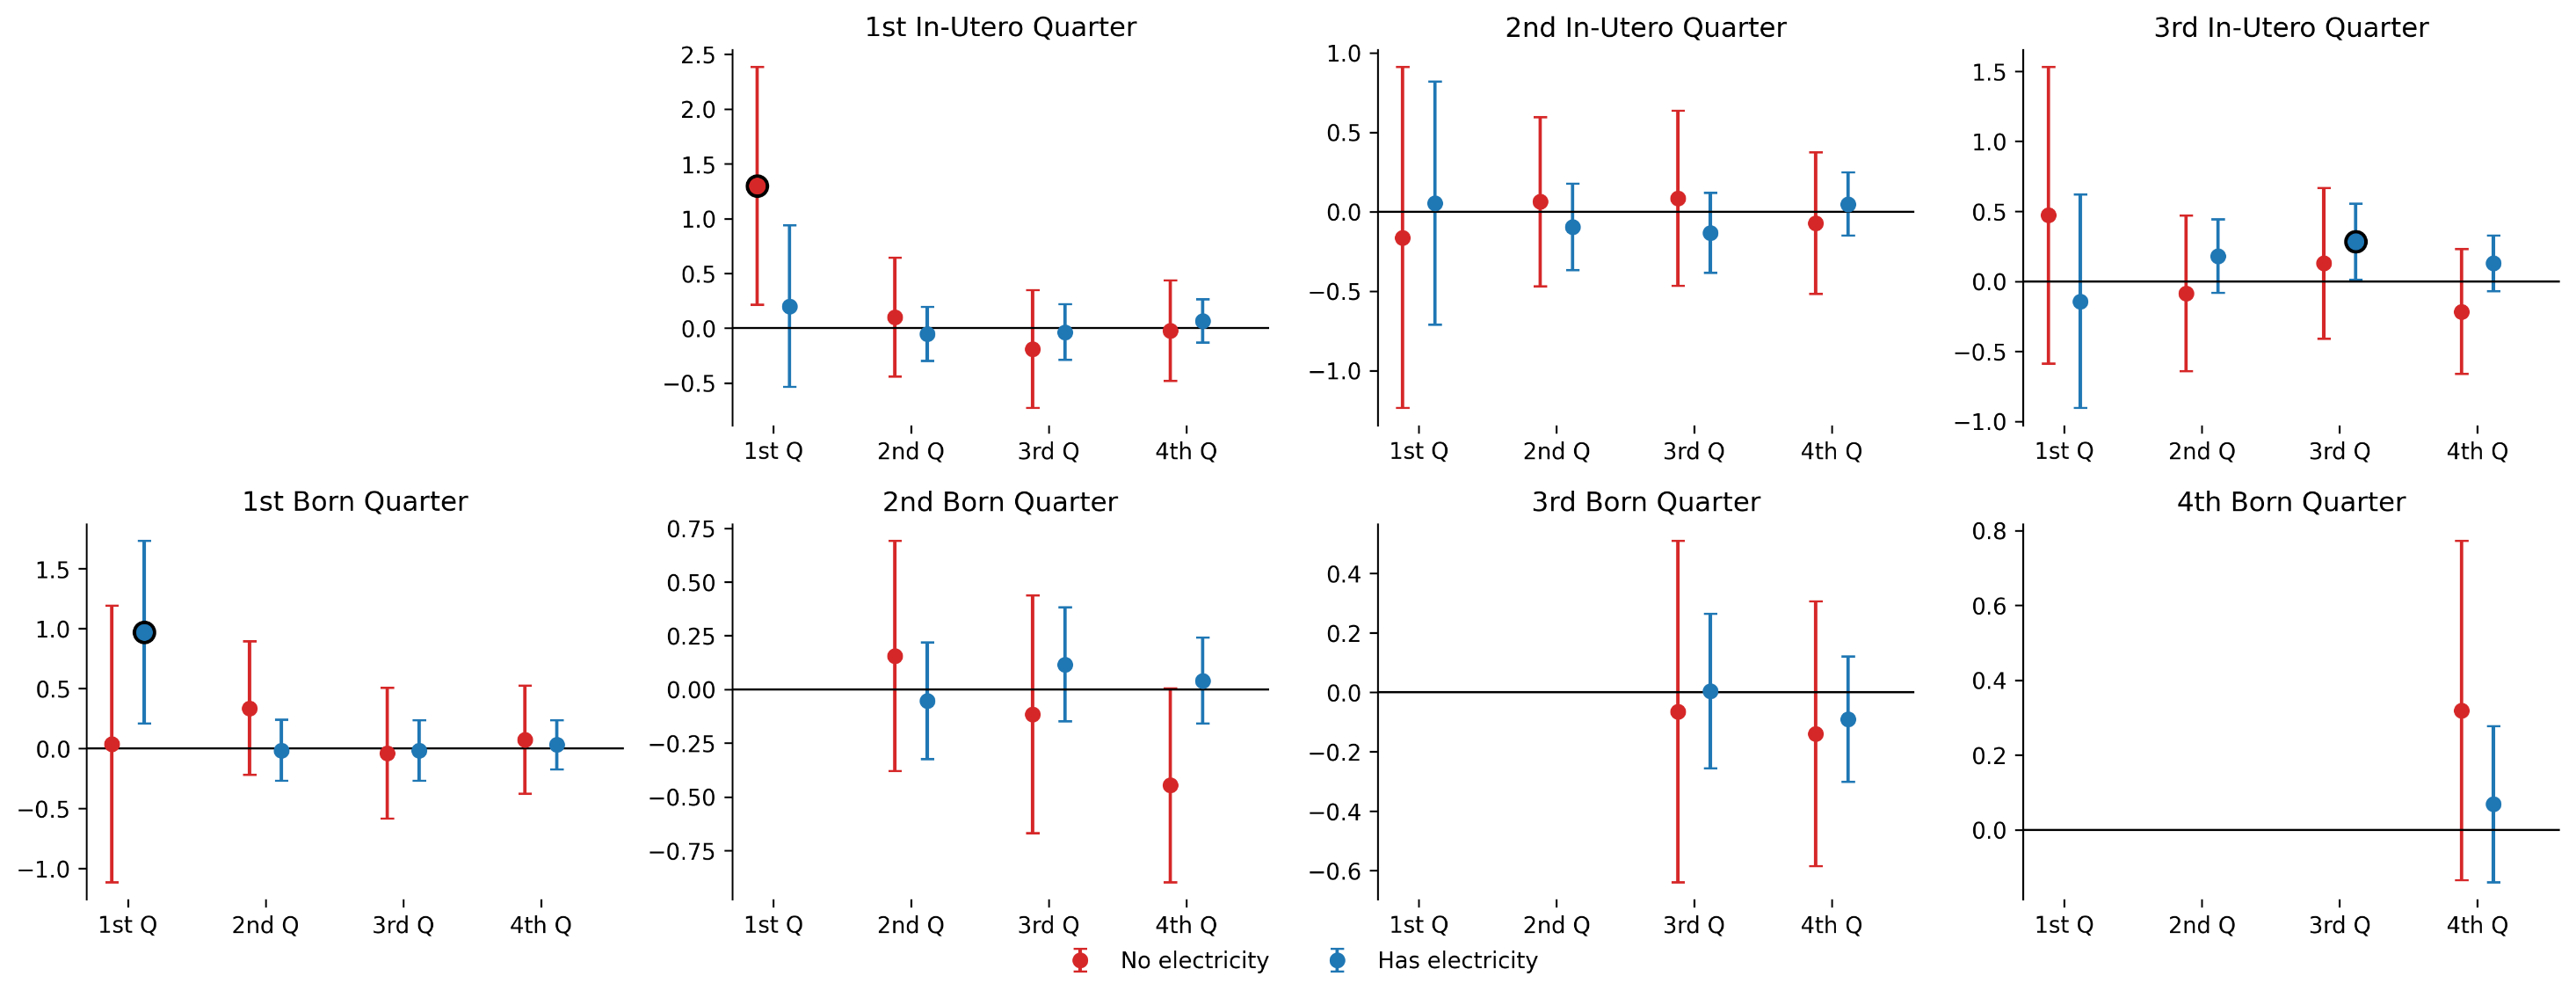 1st In-Utero Quarter
2.5
2.0
1.5
1.0
0.5
0.0
−0.5
1st Q 2nd Q 3rd Q 4th Q
2nd In-Utero Quarter
1.0
0.5
0.0
−0.5
−1.0
1st Q 2nd Q 3rd Q 4th Q
3rd In-Utero Quarter
1.5
1.0
0.5
0.0
−0.5
−1.0
1st Q 2nd Q 3rd Q 4th Q
1st Born Quarter
1.5
1.0
0.5
0.0
−0.5
−1.0
1st Q 2nd Q 3rd Q 4th Q
2nd Born Quarter
0.75
0.50
0.25
0.00
−0.25
−0.50
−0.75
1st Q 2nd Q 3rd Q 4th Q
3rd Born Quarter
0.4
0.2
0.0
−0.2
−0.4
−0.6
1st Q 2nd Q 3rd Q 4th Q
4th Born Quarter
0.8
0.6
0.4
0.2
0.0
1st Q 2nd Q 3rd Q 4th Q
No electricity Has electricity